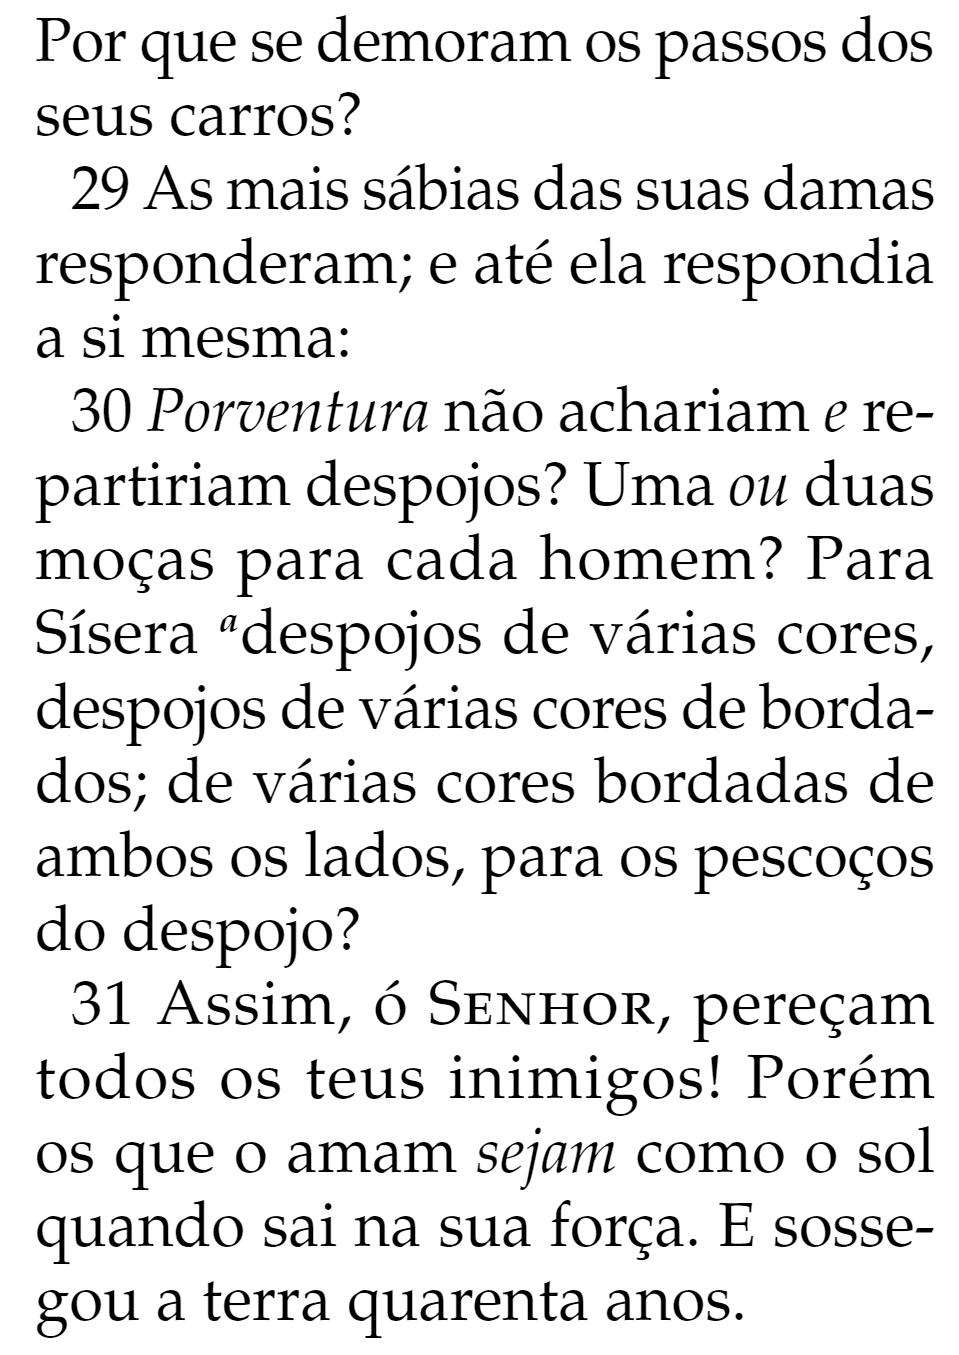 Por que se demoram os passos dos
seus carros?
29 As mais sábias das suas damas
responderam; e até ela respondia
a si mesma:
30 Porventura não achariam e re-
partiriam despojos? Uma ou duas
moças para cada homem? Para
Sísera ᵃdespojos de várias cores,
despojos de várias cores de borda-
dos; de várias cores bordadas de
ambos os lados, para os pescoços
do despojo?
31 Assim, ó SENHOR, pereçam
todos os teus inimigos! Porém
os que o amam sejam como o sol
quando sai na sua força. E sosse-
gou a terra quarenta anos.